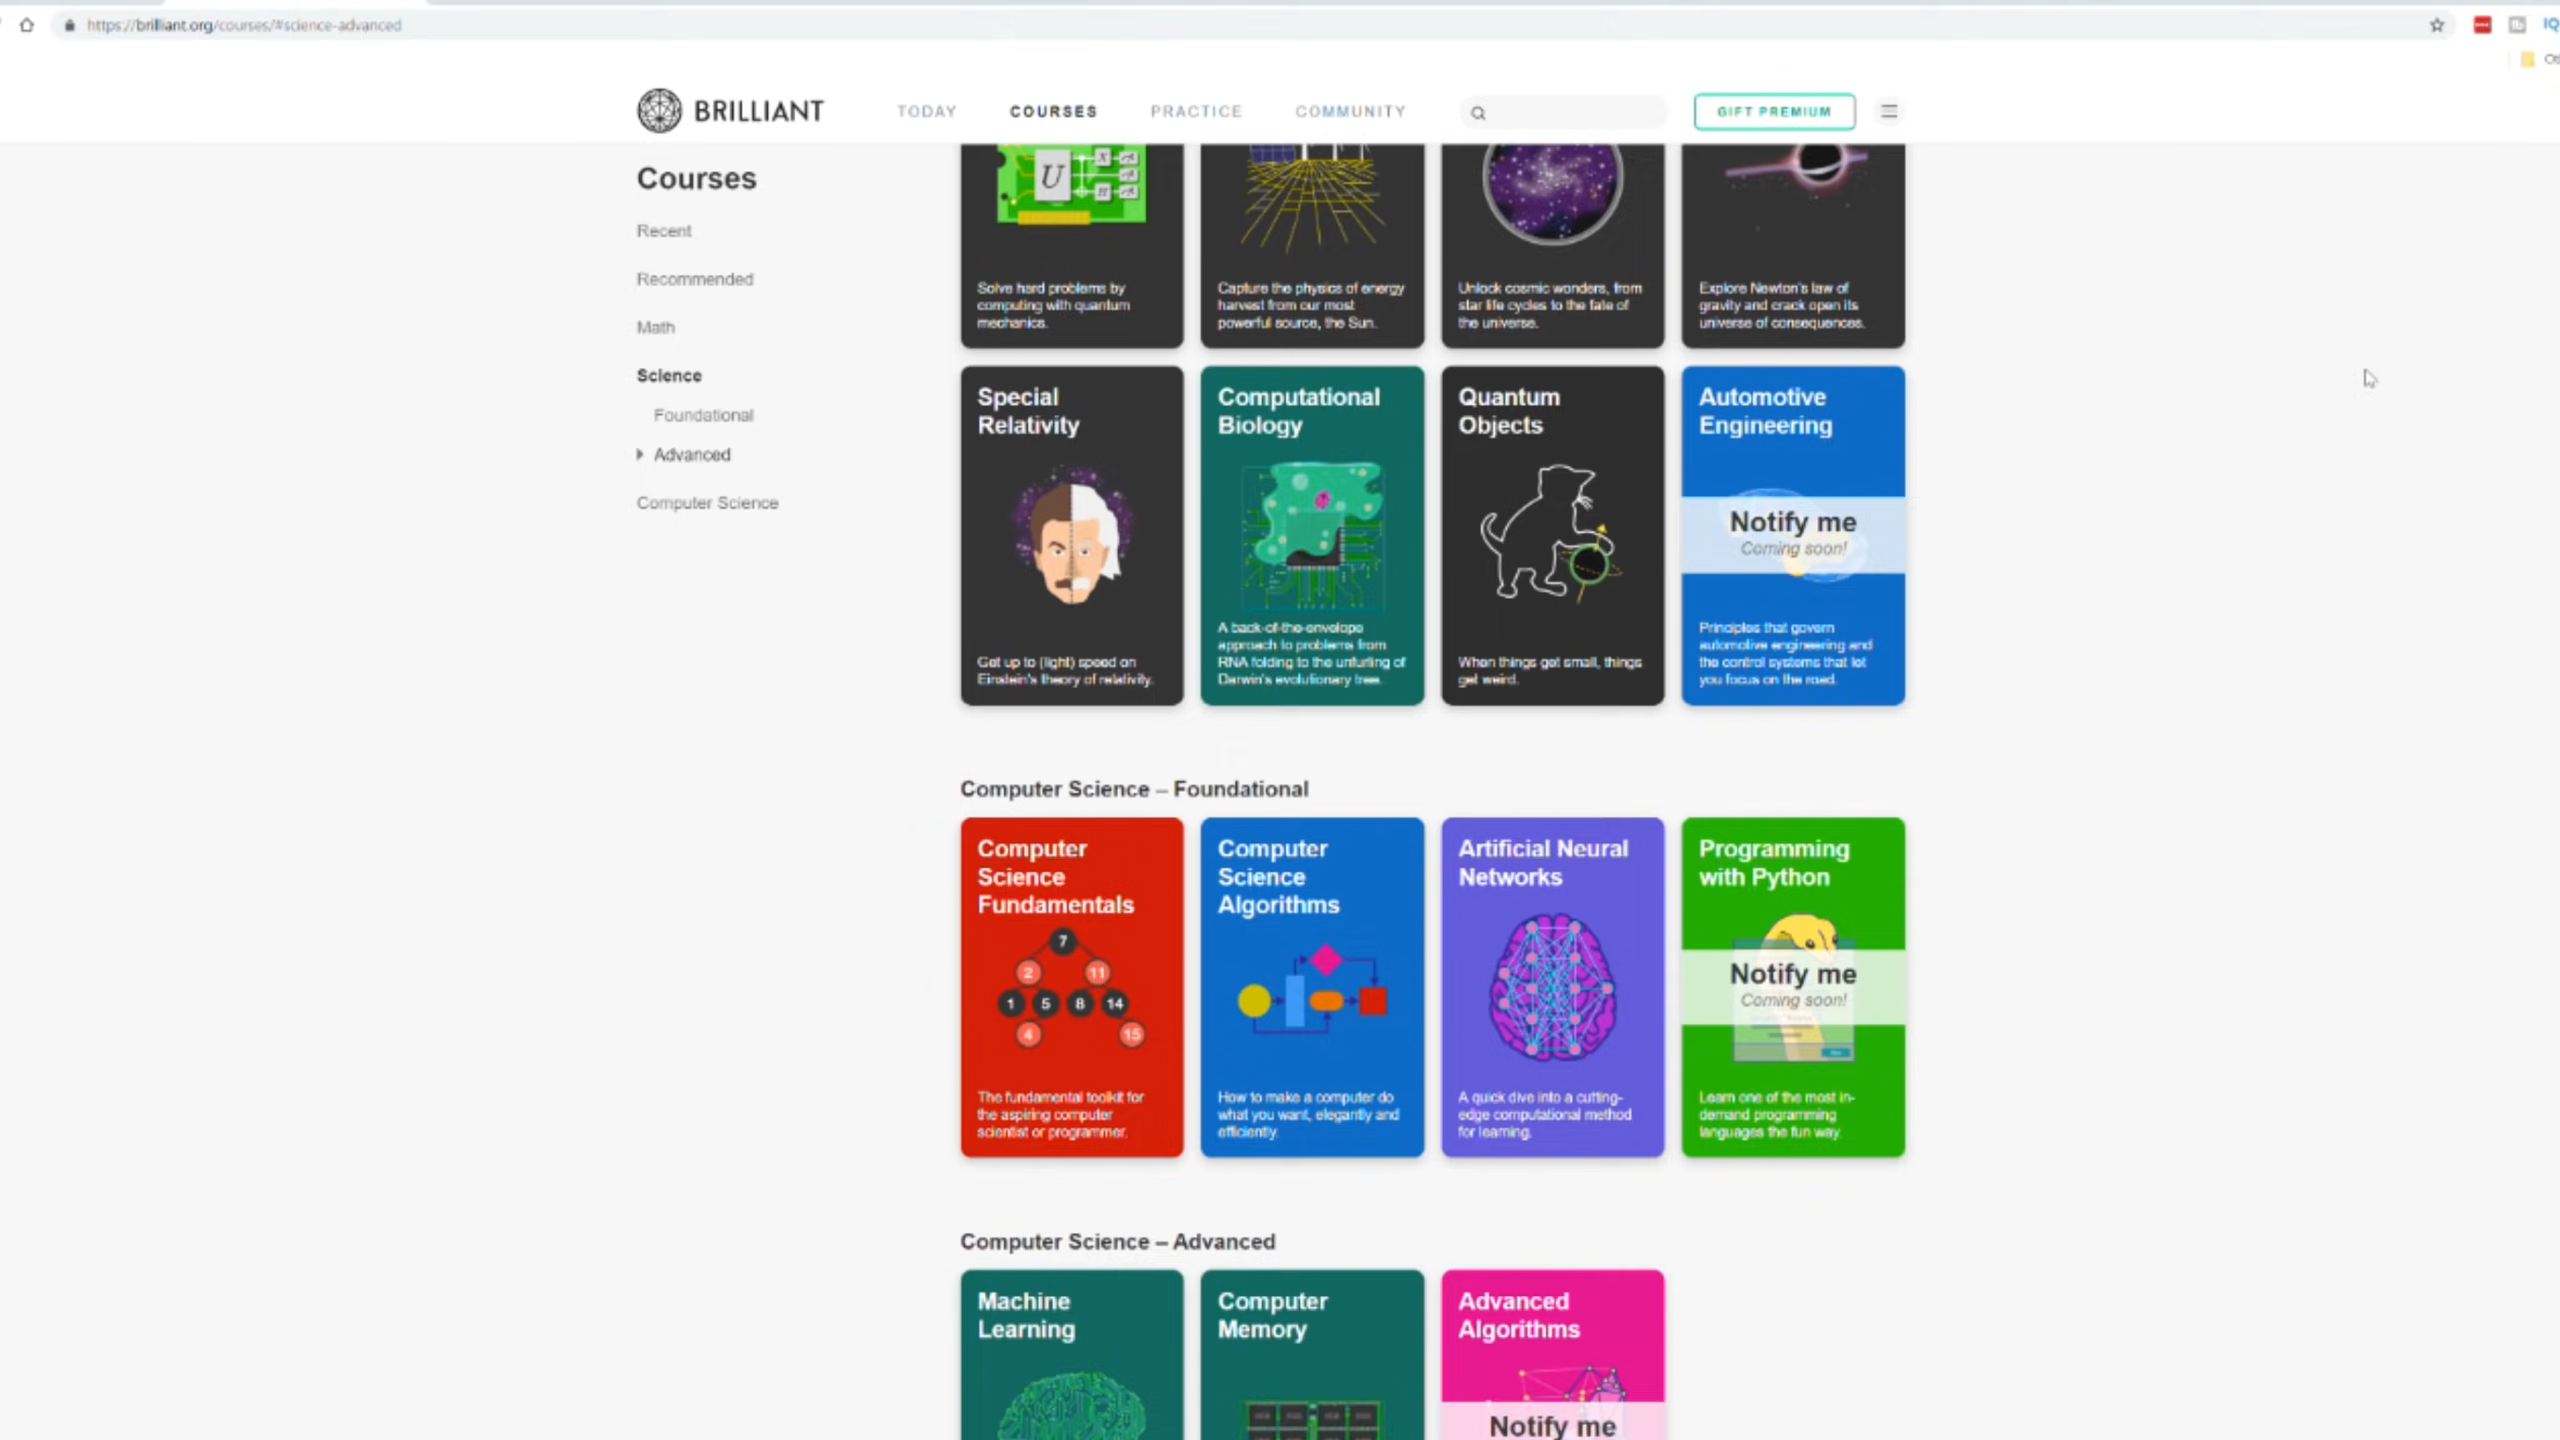 https://brilliant.org/courses/#science-advanced
IQ
BRILLIANT
TODAY
COURSES
PRACTICE
COMMUNITY
GIFT PREMIUM
Courses
Recent
Recommended
Math
Science
Foundational
Advanced
Computer Science
U
X
H
Solve hard problems by
computing with quantum
mechanics.
Capture the physics of energy
harvest from our most
powerful source, the Sun.
Unlock cosmic wonders, from
star life cycles to the fate of
the universe.
Explore Newton's law of
gravity and crack open its
universe of consequences.
Special
Relativity
Get up to (light) speed on
Einstein's theory of relativity.
Computational
Biology
A back-of-the-envelope
approach to problems from
RNA folding to the unfurling of
Darwin's evolutionary tree.
Quantum
Objects
When things get small, things
get weird.
Automotive
Engineering
Notify me
Coming soon!
Principles that govern
automotive engineering and
the control systems that let
you focus on the road.
Computer Science – Foundational
Computer
Science
Fundamentals
7
2 11
1 5 8 14
4 15
The fundamental toolkit for
the aspiring computer
scientist or programmer.
Computer
Science
Algorithms
How to make a computer do
what you want, elegantly and
efficiently.
Artificial Neural
Networks
A quick dive into a cutting-
edge computational method
for learning.
Programming
with Python
Notify me
Coming soon!
Learn one of the most in-
demand programming
languages the fun way.
Computer Science – Advanced
Machine
Learning
Computer
Memory
Advanced
Algorithms
Notify me